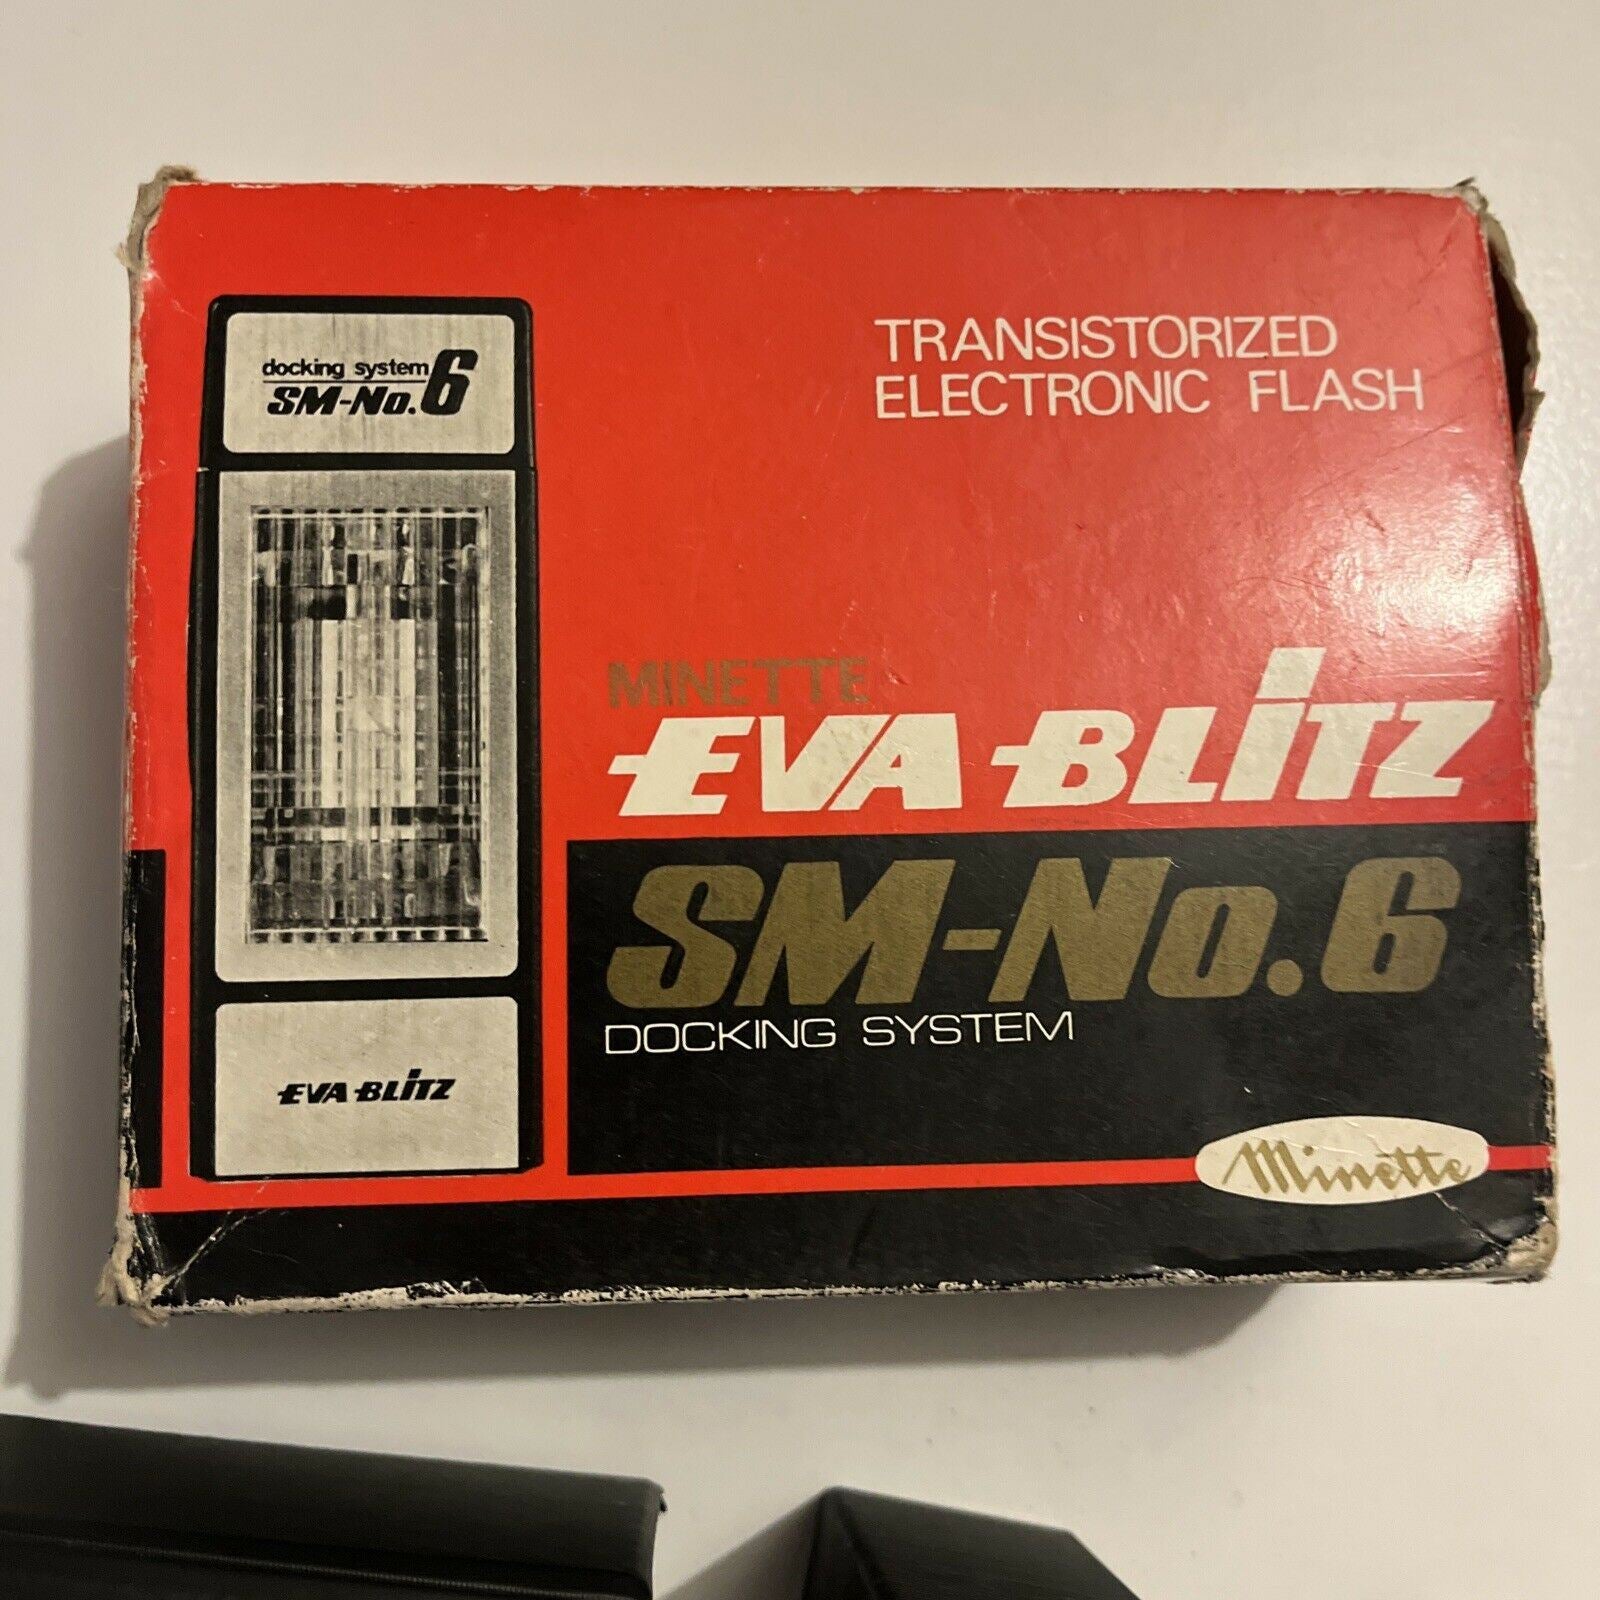 docking system
SM-No.6
EVA BLiTZ
TRANSISTORIZED
ELECTRONIC FLASH
MINETTE
EVA BLiTZ
SM-No.6
DOCKING SYSTEM
Minette